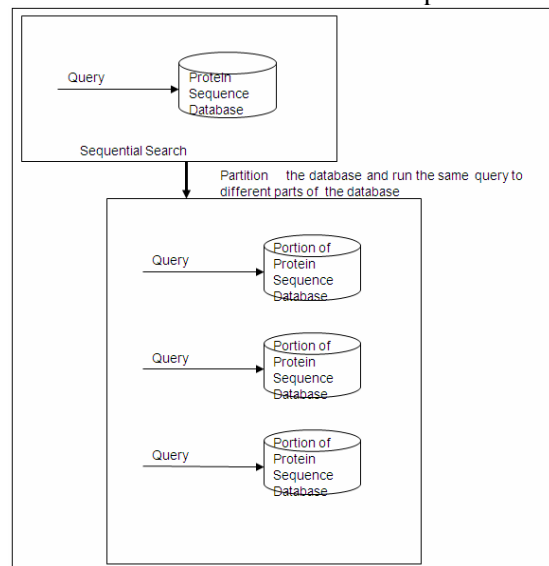 Query
Protein
Sequence
Database
Sequential Search
Partition the database and run the same query to
different parts of the database
Query
Portion of
Protein
Sequence
Database
Query
Portion of
Protein
Sequence
Database
Query
Portion of
Protein
Sequence
Database